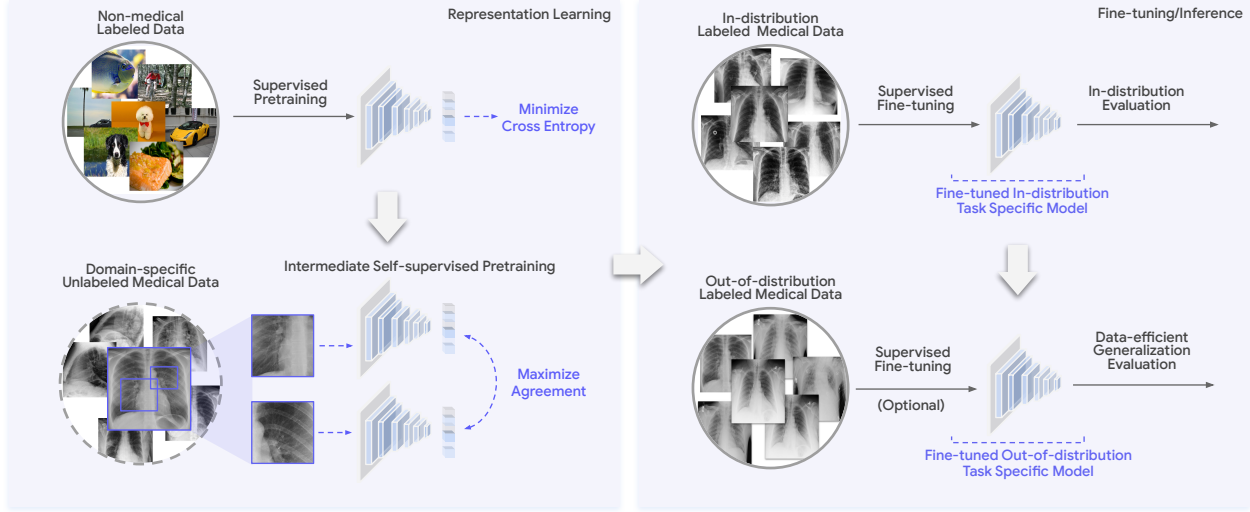 Representation Learning
Non-medical
Labeled Data
Supervised
Pretraining
Minimize
Cross Entropy
Domain-specific
Unlabeled Medical Data
Intermediate Self-supervised Pretraining
Maximize
Agreement
Fine-tuning/Inference
In-distribution
Labeled Medical Data
Supervised
Fine-tuning
In-distribution
Evaluation
Fine-tuned In-distribution
Task Specific Model
Out-of-distribution
Labeled Medical Data
Supervised
Fine-tuning
(Optional)
Data-efficient
Generalization
Evaluation
Fine-tuned Out-of-distribution
Task Specific Model